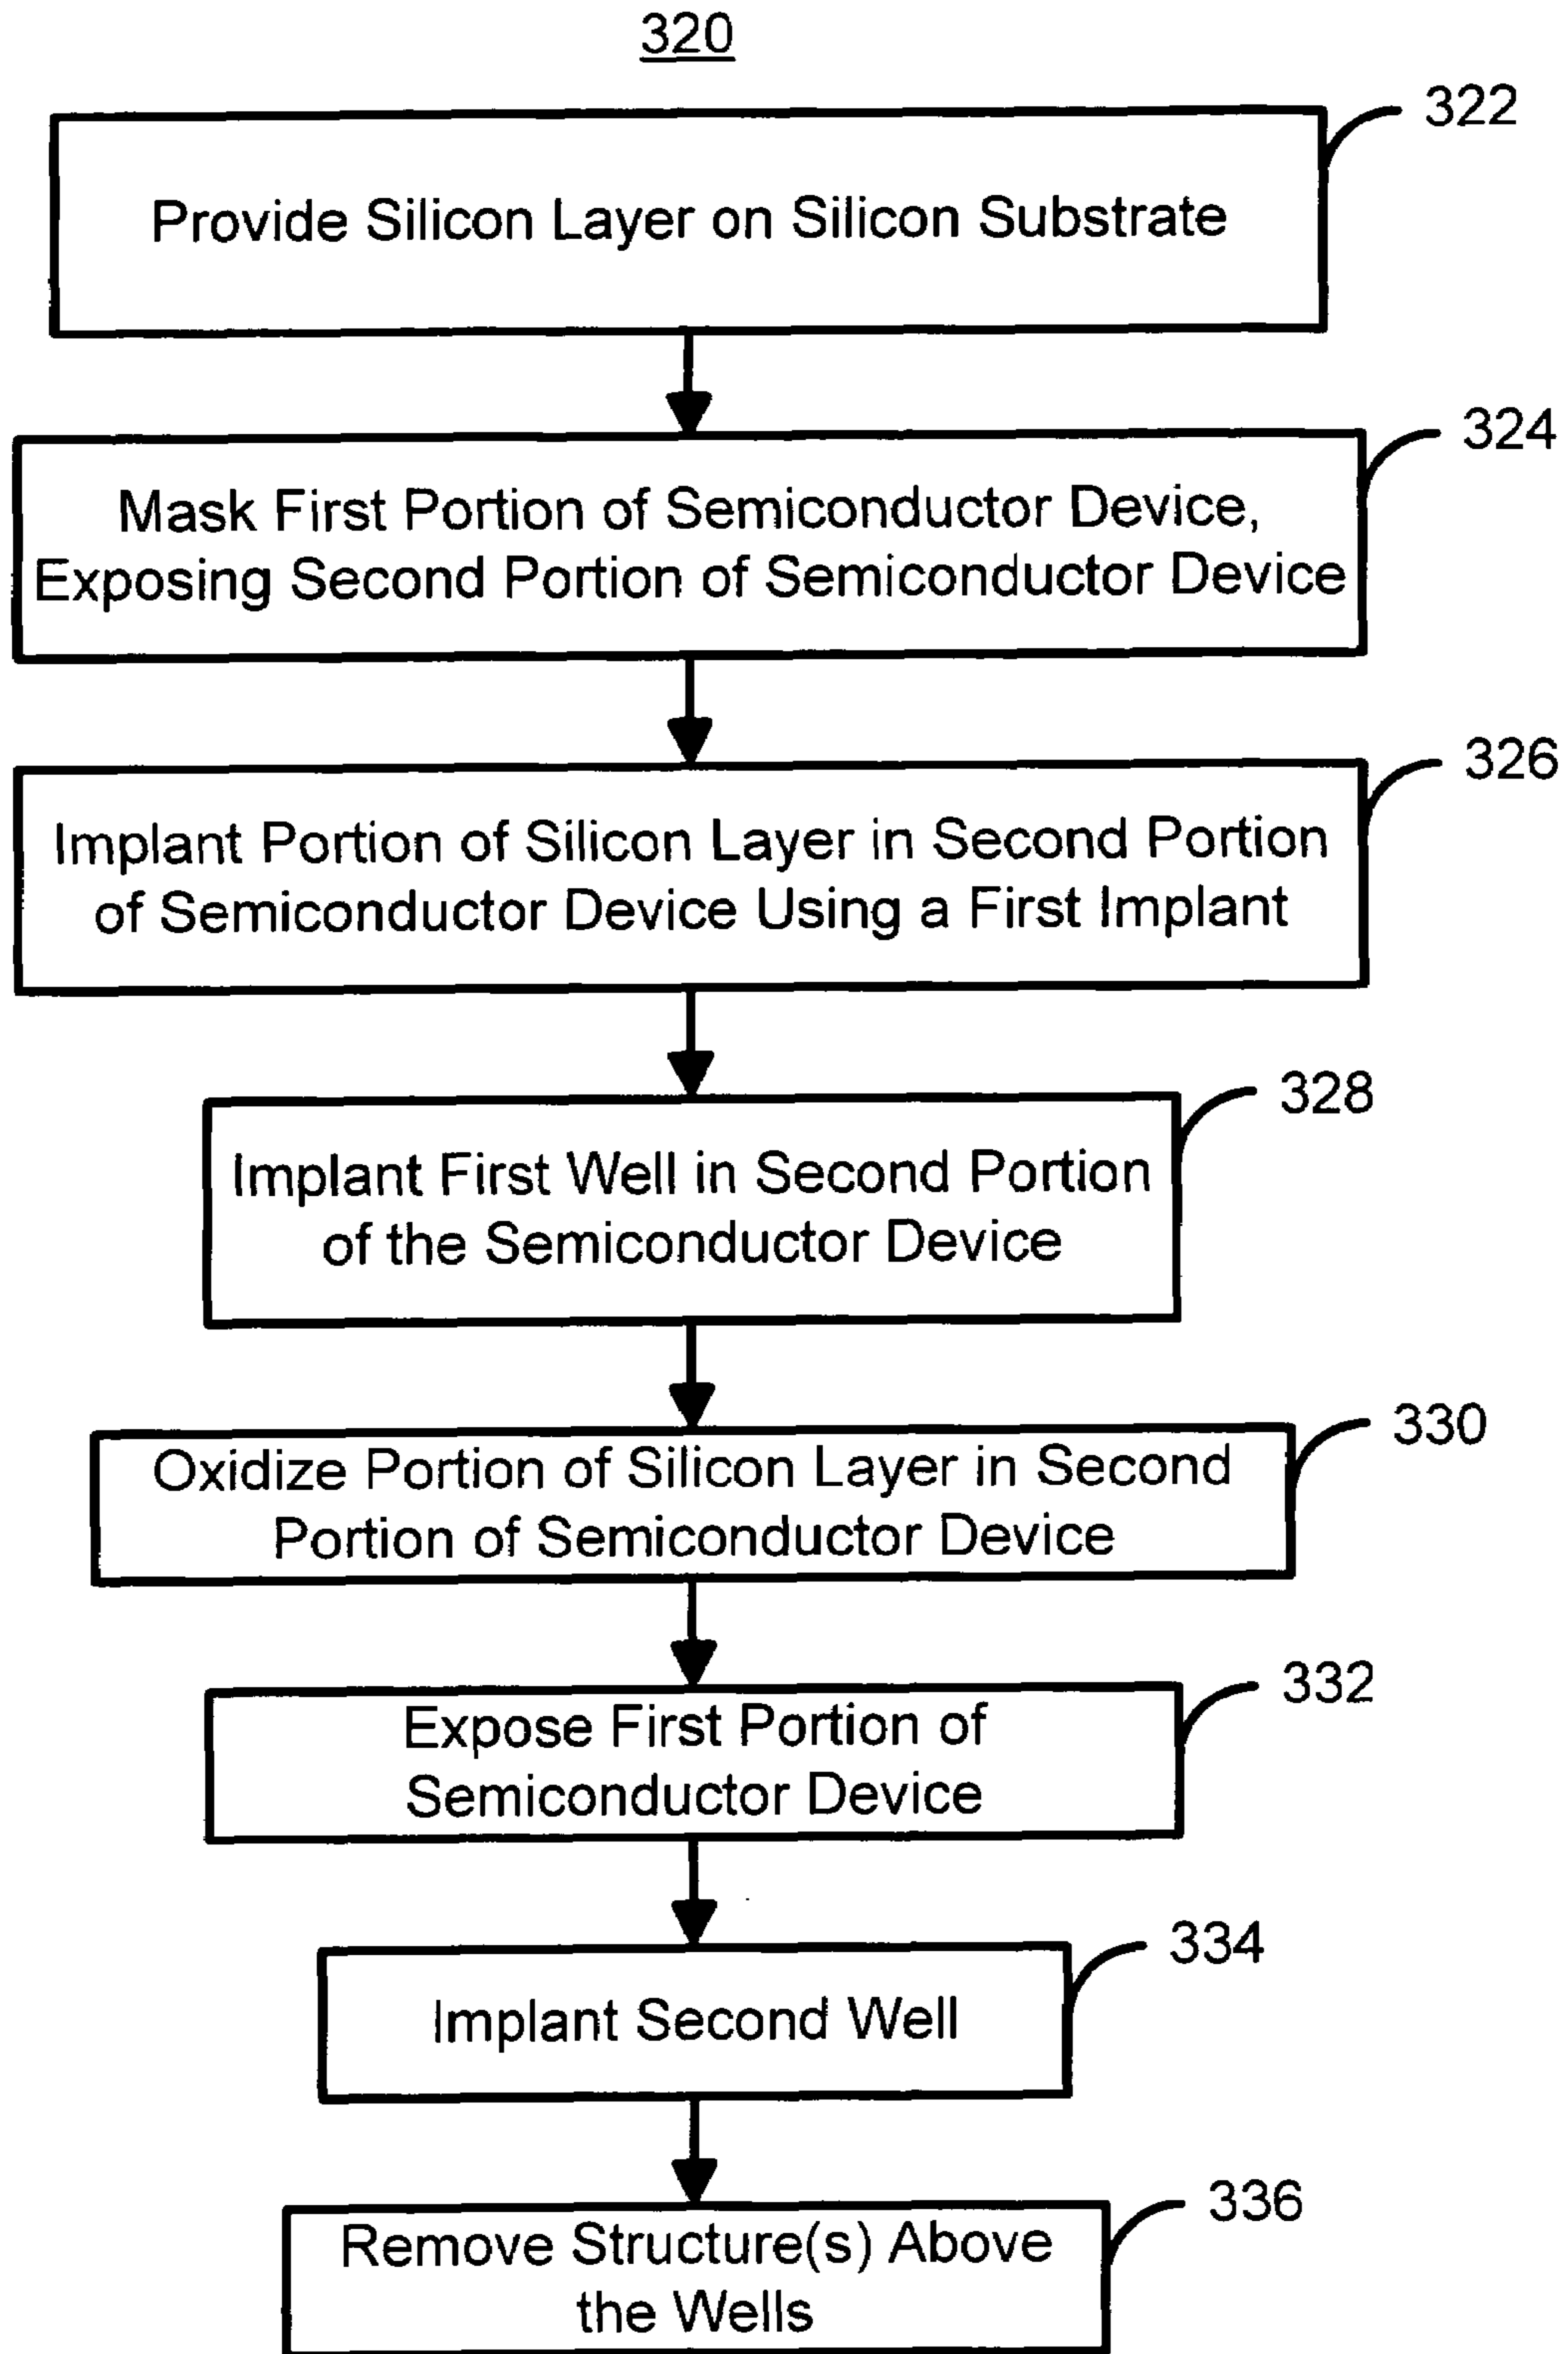 320
322
Provide Silicon Layer on Silicon Substrate
324
Mask First Portion of Semiconductor Device,
Exposing Second Portion of Semiconductor Device
326
Implant Portion of Silicon Layer in Second Portion
of Semiconductor Device Using a First Implant
328
Implant First Well in Second Portion
of the Semiconductor Device
330
Oxidize Portion of Silicon Layer in Second
Portion of Semiconductor Device
332
Expose First Portion of
Semiconductor Device
334
Implant Second Well
336
Remove Structure(s) Above
the Wells